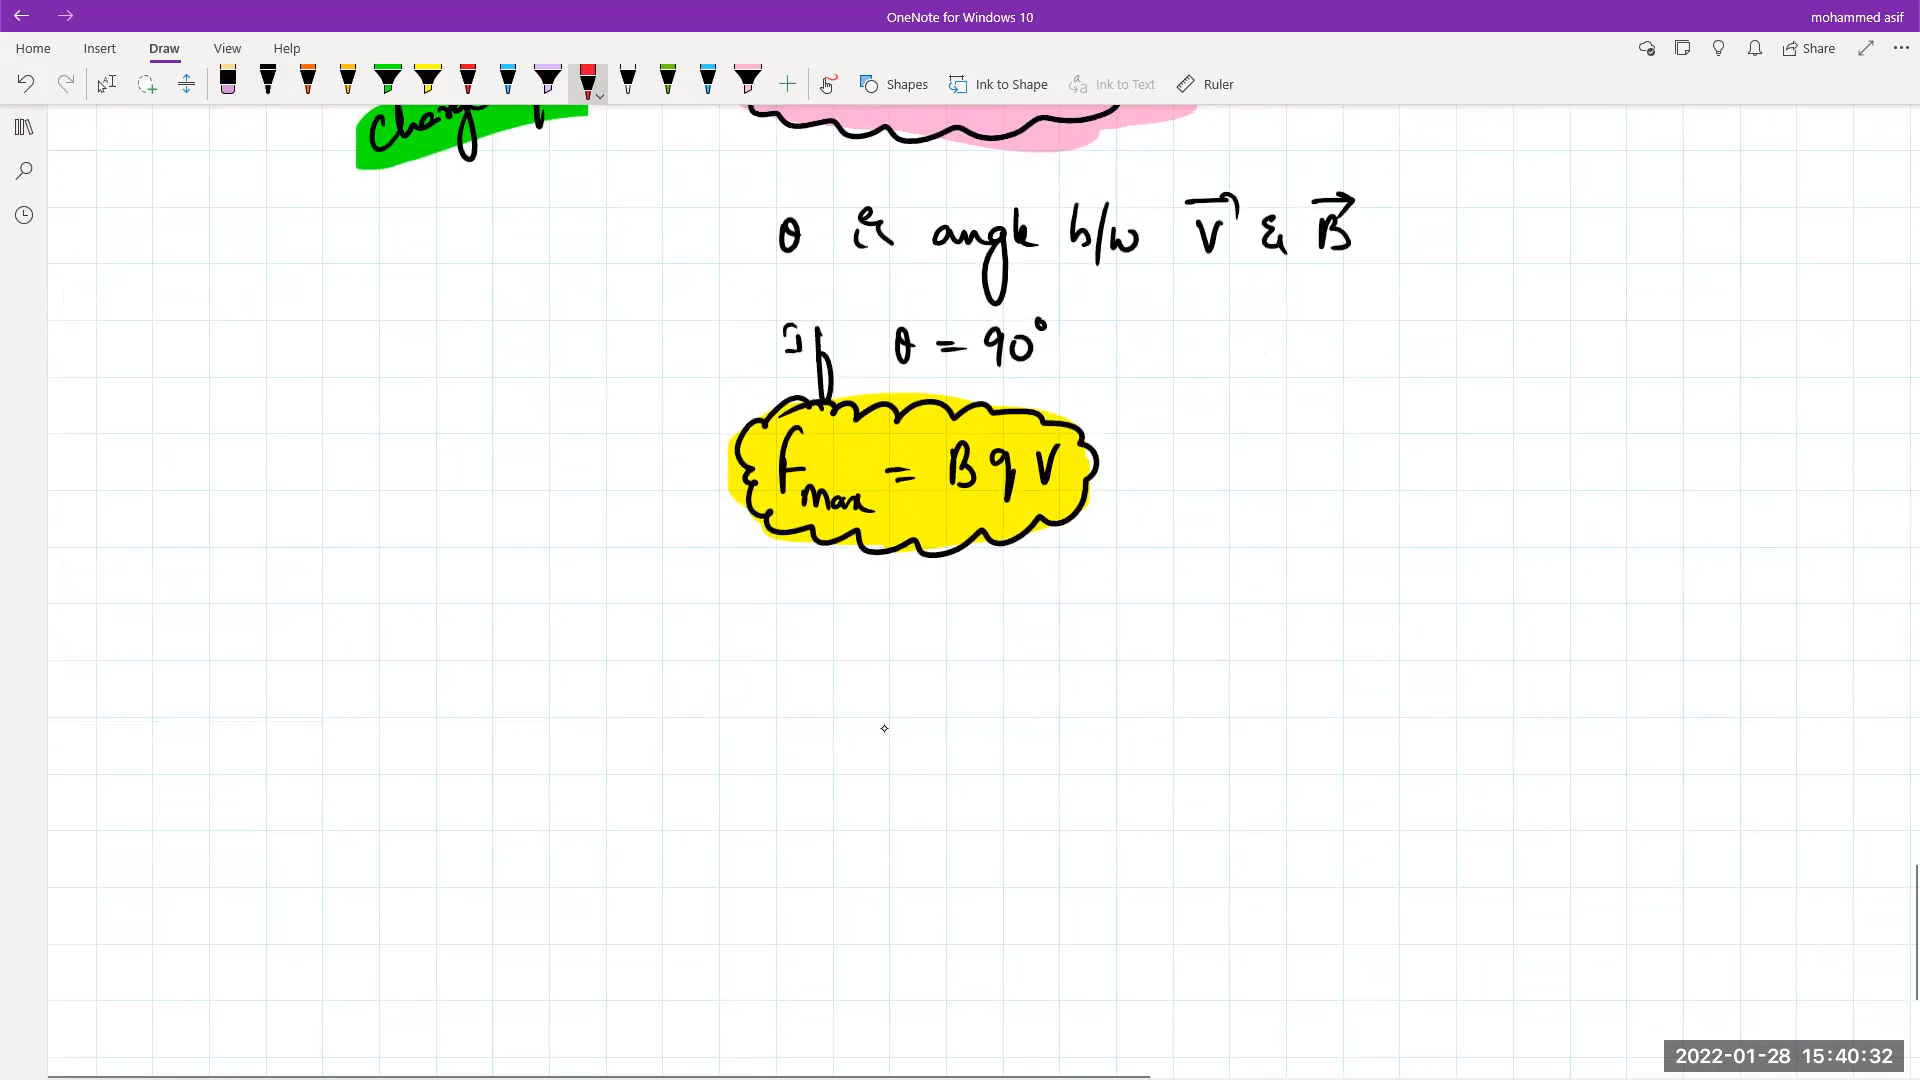 OneNote for Windows 10
mohammed asif
Home Insert Draw View Help
Share
Shapes Ink to Shape Ink to Text Ruler
θ is angle b/w V⃗ & B⃗
If θ = 90°
F max = B q V
2022-01-28 15:40:32